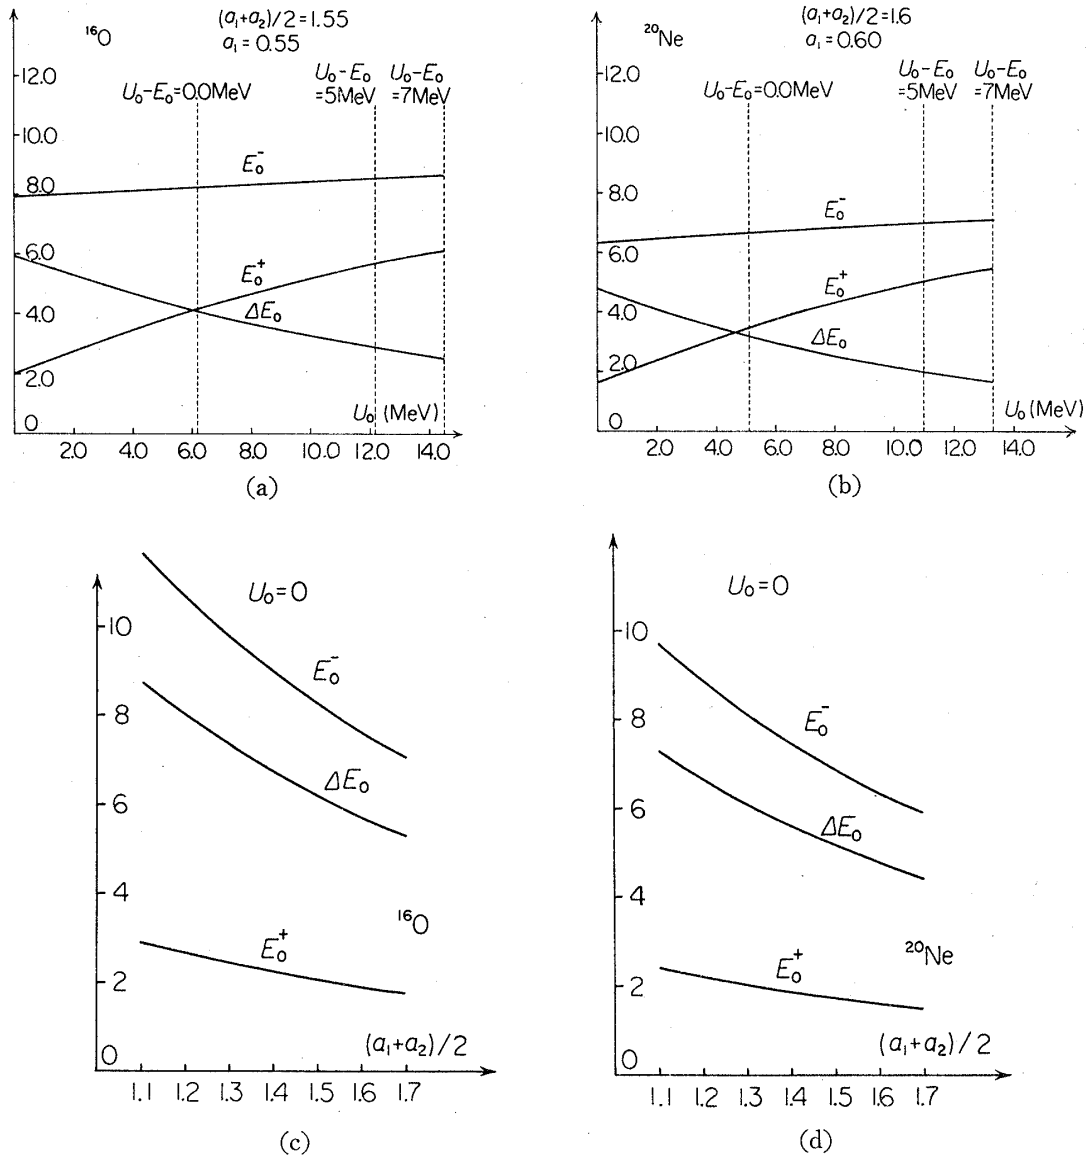 ¹⁶O
(a₁+a₂)/2=1.55
a₁=0.55
U₀-E₀=0.0MeV
U₀-E₀
=5MeV
U₀-E₀
=7MeV
12.0
10.0
8.0
6.0
4.0
2.0
0
E₀⁻
E₀⁺
ΔE₀
U₀ (MeV)
2.0 4.0 6.0 8.0 10.0 12.0 14.0
(a)
²⁰Ne
(a₁+a₂)/2=1.6
a₁=0.60
U₀-E₀=0.0MeV
U₀-E₀
=5MeV
U₀-E₀
=7MeV
12.0
10.0
8.0
6.0
4.0
2.0
0
E₀⁻
E₀⁺
ΔE₀
U₀(MeV)
2.0 4.0 6.0 8.0 10.0 12.0 14.0
(b)
U₀=0
10
8
6
4
2
0
E₀⁻
ΔE₀
¹⁶O
E₀⁺
(a₁+a₂)/2
1.1 1.2 1.3 1.4 1.5 1.6 1.7
(c)
U₀=0
10
8
6
4
2
0
E₀⁻
ΔE₀
²⁰Ne
E₀⁺
(a₁+a₂)/2
1.1 1.2 1.3 1.4 1.5 1.6 1.7
(d)